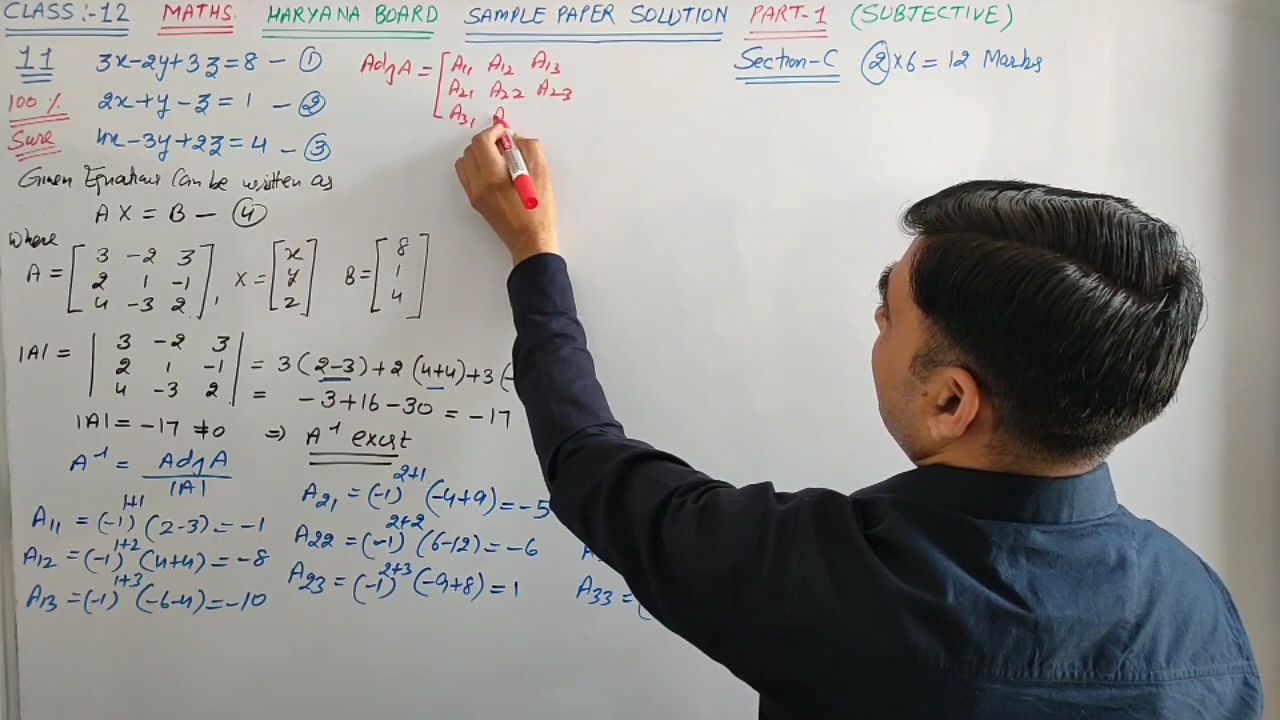 CLASS :- 12 MATHS. HARYANA BOARD SAMPLE PAPER SOLUTION PART-1 (SUBJECTIVE)
Section-C ②×6 = 12 Marks
11 3x-2y+3z=8 - ①
100 %. 2x+y-z=1 - ②
Sure 4x-3y+2z=4 - ③
Given Equations Can be written as
AX = B - ④
Where
A = [3 -2 3
2 1 -1
4 -3 2], X = [x
y
z] B = [8
1
4]
|A| = |3 -2 3
2 1 -1
4 -3 2| = 3(2-3)+2(4+4)+3(-
= -3+16-30 = -17
|A| = -17 ≠0 ⇒ A⁻¹ exist
A⁻¹ = Adj A / |A|
A₁₁ = (-1)¹⁺¹ (2-3) = -1
A₁₂ = (-1)¹⁺² (4+4) = -8
A₁₃ = (-1)¹⁺³ (-6-4) = -10
A₂₁ = (-1)²⁺¹ (-4+9) = -5
A₂₂ = (-1)²⁺² (6-12) = -6
A₂₃ = (-1)²⁺³ (-9+8) = 1
A₃₃ = (
Adj A = [A₁₁ A₁₂ A₁₃
A₂₁ A₂₂ A₂₃
A₃₁ A